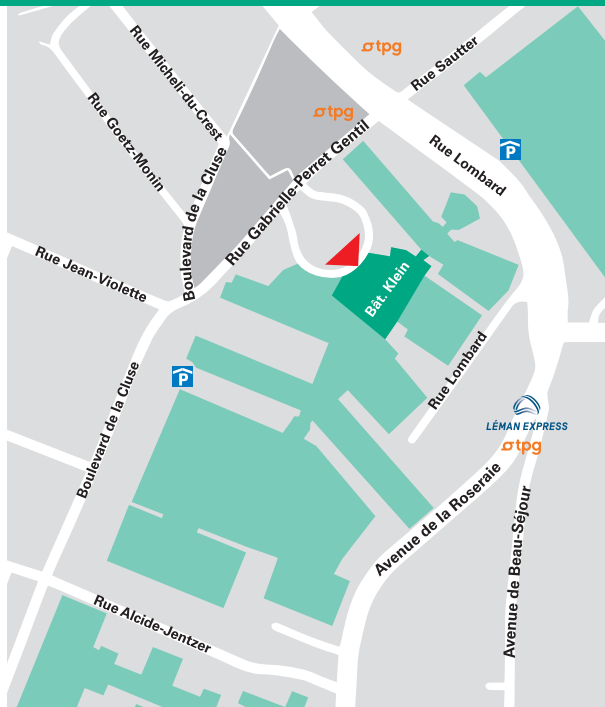 tpg
Rue Sautter
Rue Micheli-du-Crest
tpg
Rue Goetz-Monin
Rue Gabrielle-Perret Gentil
Rue Lombard
P
Boulevard de la Cluse
Rue Jean-Violette
Bât. Klein
Rue Lombard
P
Boulevard de la Cluse
LÉMAN EXPRESS
tpg
Avenue de la Roseraie
Avenue de Beau-Séjour
Rue Alcide-Jentzer